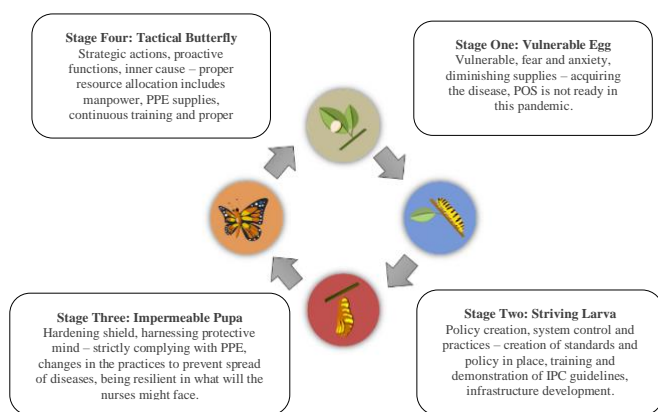 Stage Four: Tactical Butterfly
Strategic actions, proactive
functions, inner cause – proper
resource allocation includes
manpower, PPE supplies,
continuous training and proper
Stage One: Vulnerable Egg
Vulnerable, fear and anxiety,
diminishing supplies – acquiring
the disease, POS is not ready in
this pandemic.
Stage Three: Impermeable Pupa
Hardening shield, harnessing protective
mind – strictly complying with PPE,
changes in the practices to prevent spread
of diseases, being resilient in what will the
nurses might face.
Stage Two: Striving Larva
Policy creation, system control and
practices – creation of standards and
policy in place, training and
demonstration of IPC guidelines,
infrastructure development.